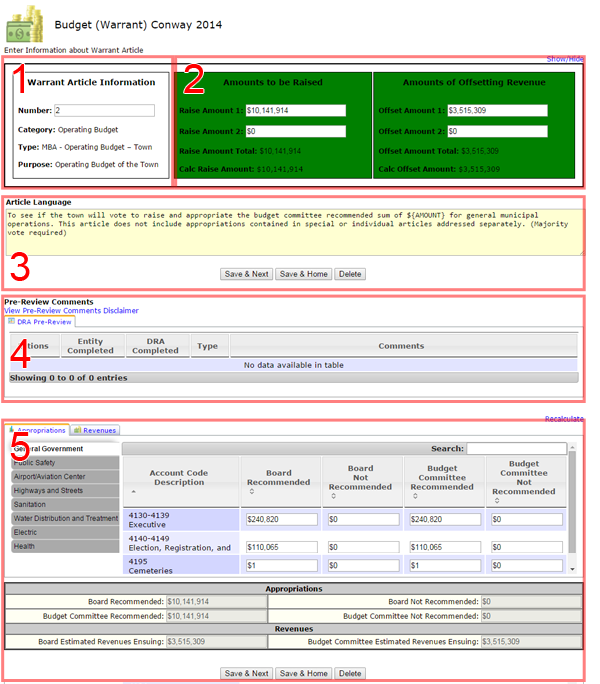 Budget (Warrant) Conway 2014
Enter Information about Warrant Article
Show/Hide
1
Warrant Article Information
Number: 2
Category: Operating Budget
Type: MBA - Operating Budget – Town
Purpose: Operating Budget of the Town
2
Amounts to be Raised
Raise Amount 1: $10,141,914
Raise Amount 2: $0
Raise Amount Total: $10,141,914
Calc Raise Amount: $10,141,914
Amounts of Offsetting Revenue
Offset Amount 1: $3,515,309
Offset Amount 2: $0
Offset Amount Total: $3,515,309
Calc Offset Amount: $3,515,309
Article Language
To see if the town will vote to raise and appropriate the budget committee recommended sum of ${AMOUNT} for general municipal
operations. This article does not include appropriations contained in special or individual articles addressed separately. (Majority
vote required)
3
Save & Next Save & Home Delete
Pre-Review Comments
View Pre-Review Comments Disclaimer
DRA Pre-Review
4
tions Entity Completed DRA Completed Type Comments
No data available in table
Showing 0 to 0 of 0 entries
Recalculate
Appropriations Revenues
5
General Government
Public Safety
Airport/Aviation Center
Highways and Streets
Sanitation
Water Distribution and Treatment
Electric
Health
Search:
Account Code Description Board Recommended Board Not Recommended Budget Committee Recommended Budget Committee Not Recommended
4130-4139
Executive $240,820 $0 $240,820 $0
4140-4149
Election, Registration, and $110,065 $0 $110,065 $0
4195
Cemeteries $1 $0 $1 $0
Appropriations
Board Recommended: $10,141,914 Board Not Recommended: $0
Budget Committee Recommended: $10,141,914 Budget Committee Not Recommended: $0
Revenues
Board Estimated Revenues Ensuing: $3,515,309 Budget Committee Estimated Revenues Ensuing: $3,515,309
Save & Next Save & Home Delete